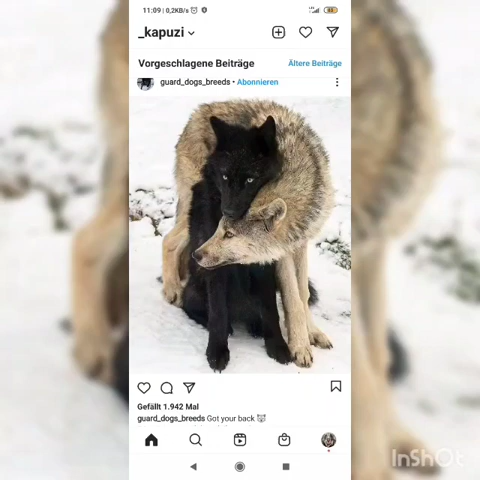 11:09 | 0,2KB/s
_kapuzi
Vorgeschlagene Beiträge
Ältere Beiträge
guard_dogs_breeds • Abonnieren
Gefällt 1.942 Mal
guard_dogs_breeds Got your back
InShOt